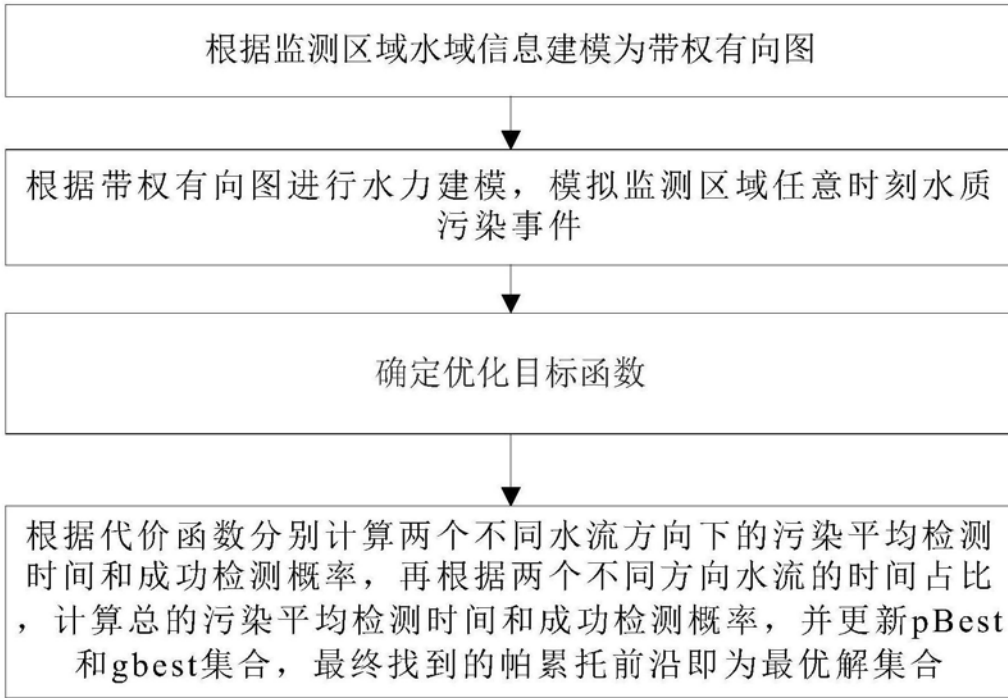 根据监测区域水域信息建模为带权有向图
根据带权有向图进行水力建模，模拟监测区域任意时刻水质
污染事件
确定优化目标函数
根据代价函数分别计算两个不同水流方向下的污染平均检测
时间和成功检测概率，再根据两个不同方向水流的时间占比
，计算总的污染平均检测时间和成功检测概率，并更新pBest
和gbest集合，最终找到的帕累托前沿即为最优解集合